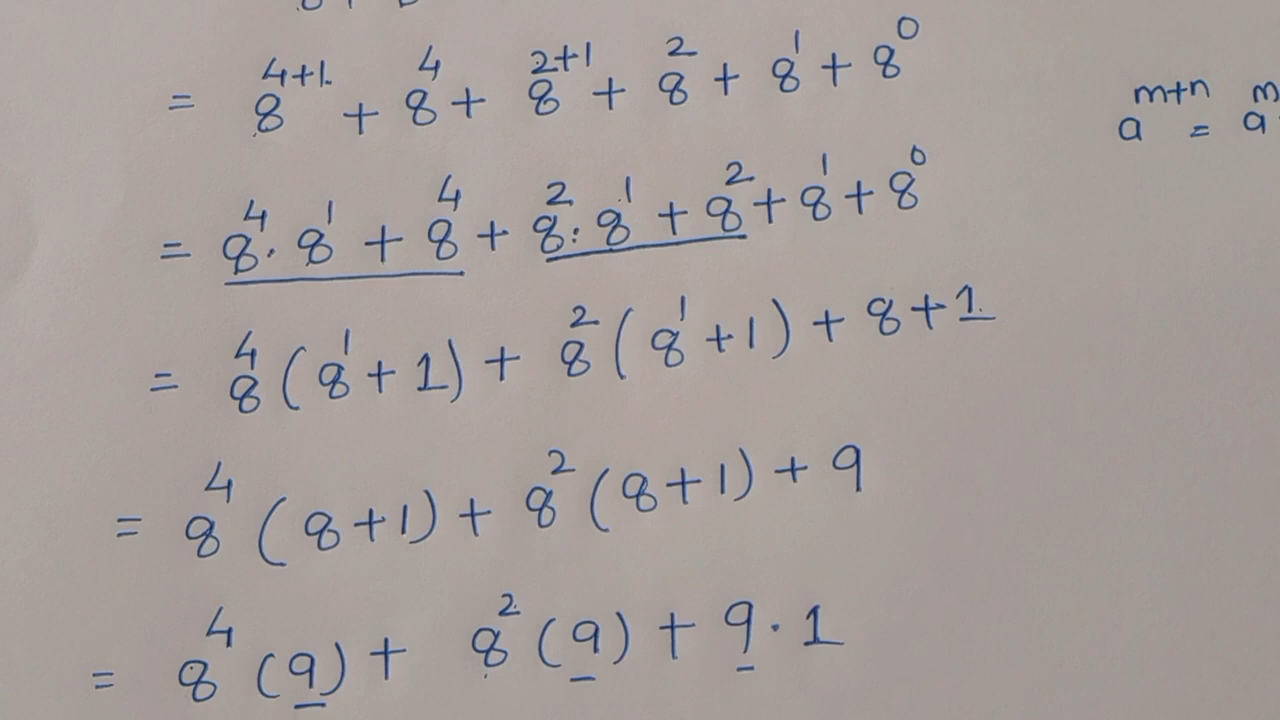 = 8^{4+1} + 8^4 + 8^{2+1} + 8^2 + 8^1 + 8^0
a^{m+n} = a^m
= 8^4 · 8^1 + 8^4 + 8^2 · 8^1 + 8^2 + 8^1 + 8^0
= 8^4 (8^1 + 1) + 8^2 (8^1 + 1) + 8 + 1
= 8^4 (8 + 1) + 8^2 (8 + 1) + 9
= 8^4 (9) + 8^2 (9) + 9 · 1